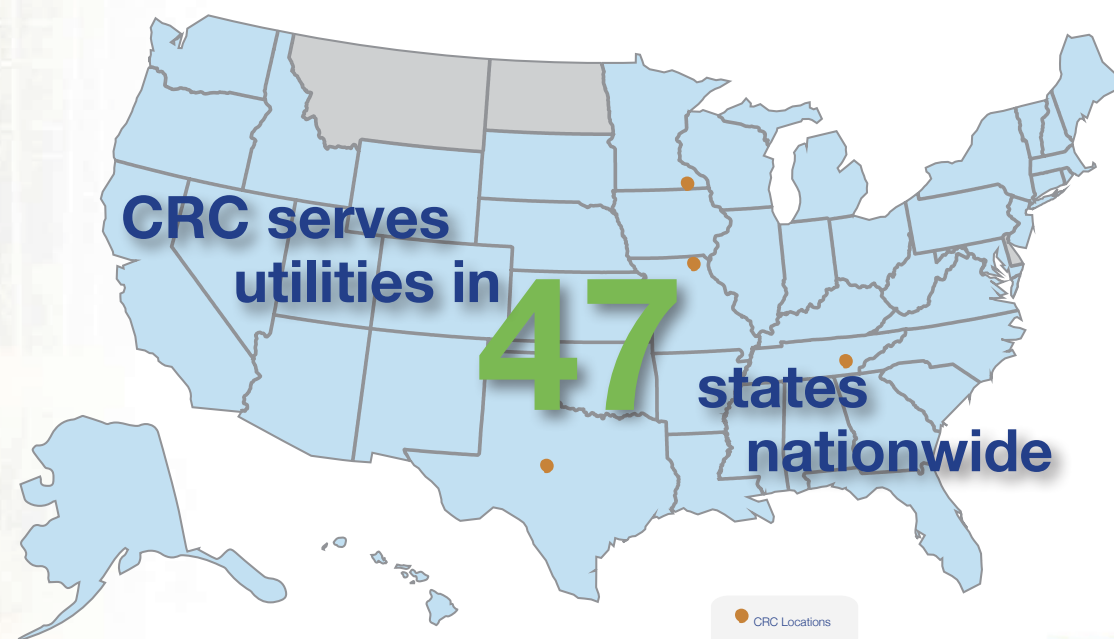 CRC serves
utilities in
47
states
nationwide
CRC Locations